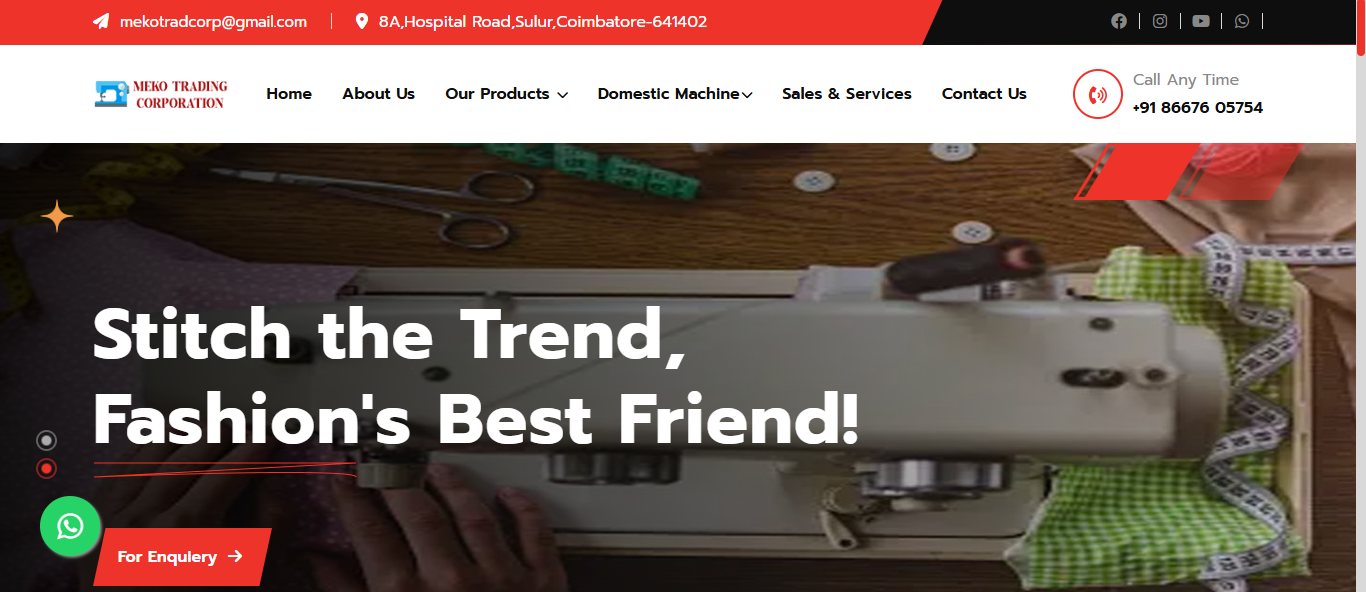 mekotradcorp@gmail.com
8A,Hospital Road,Sulur,Coimbatore-641402
MEKO TRADING
CORPORATION
Home
About Us
Our Products
Domestic Machine
Sales & Services
Contact Us
Call Any Time
+91 86676 05754
Stitch the Trend,
Fashion's Best Friend!
For Enqulery